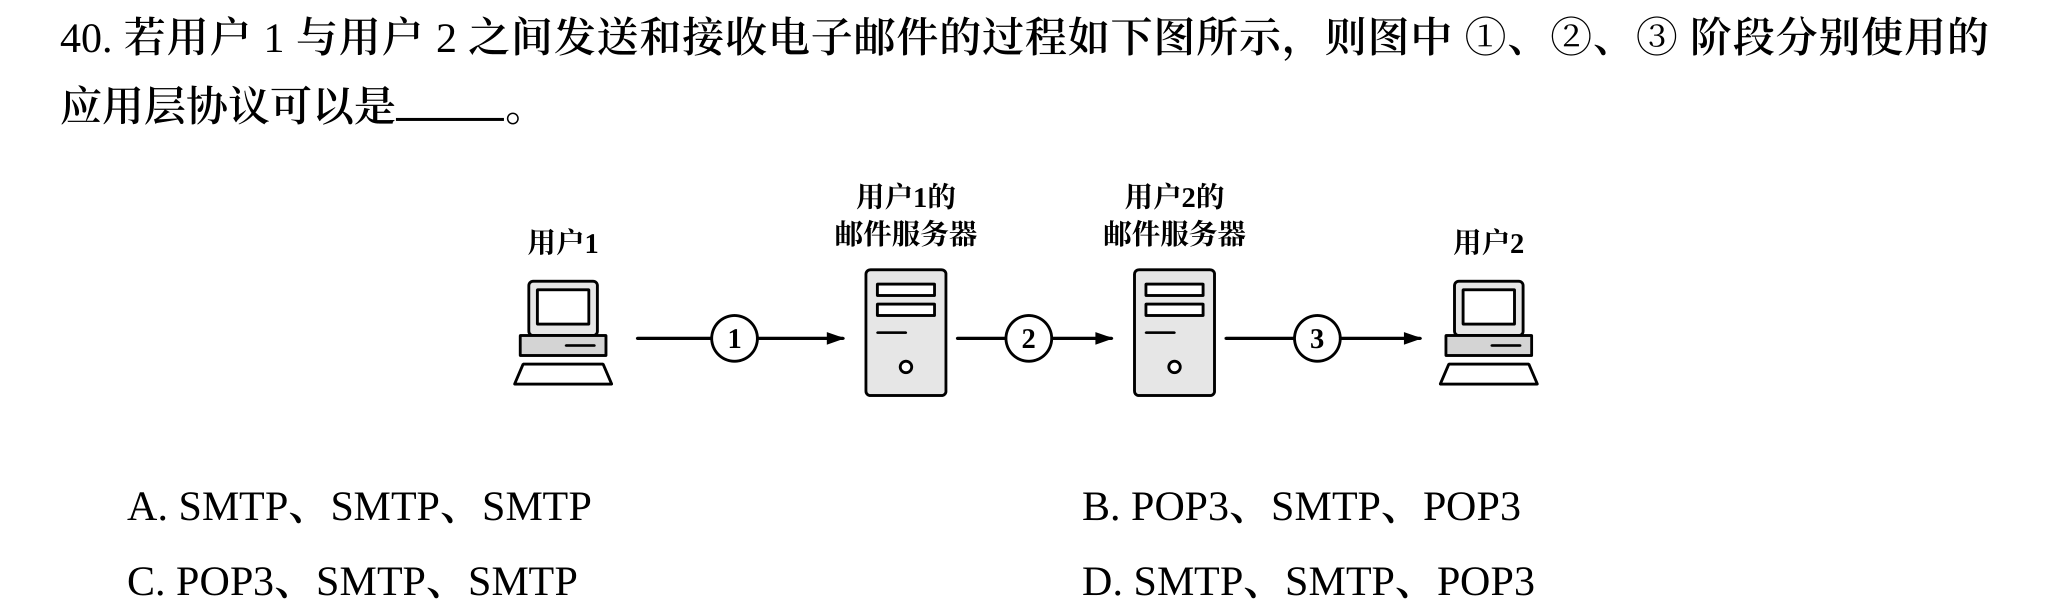 40. 若用户 1 与用户 2 之间发送和接收电子邮件的过程如下图所示，则图中 ①、②、③ 阶段分别使用的
应用层协议可以是______。
用户1的 用户2的
邮件服务器 邮件服务器
用户1 用户2
1 2 3
A. SMTP、SMTP、SMTP B. POP3、SMTP、POP3
C. POP3、SMTP、SMTP D. SMTP、SMTP、POP3